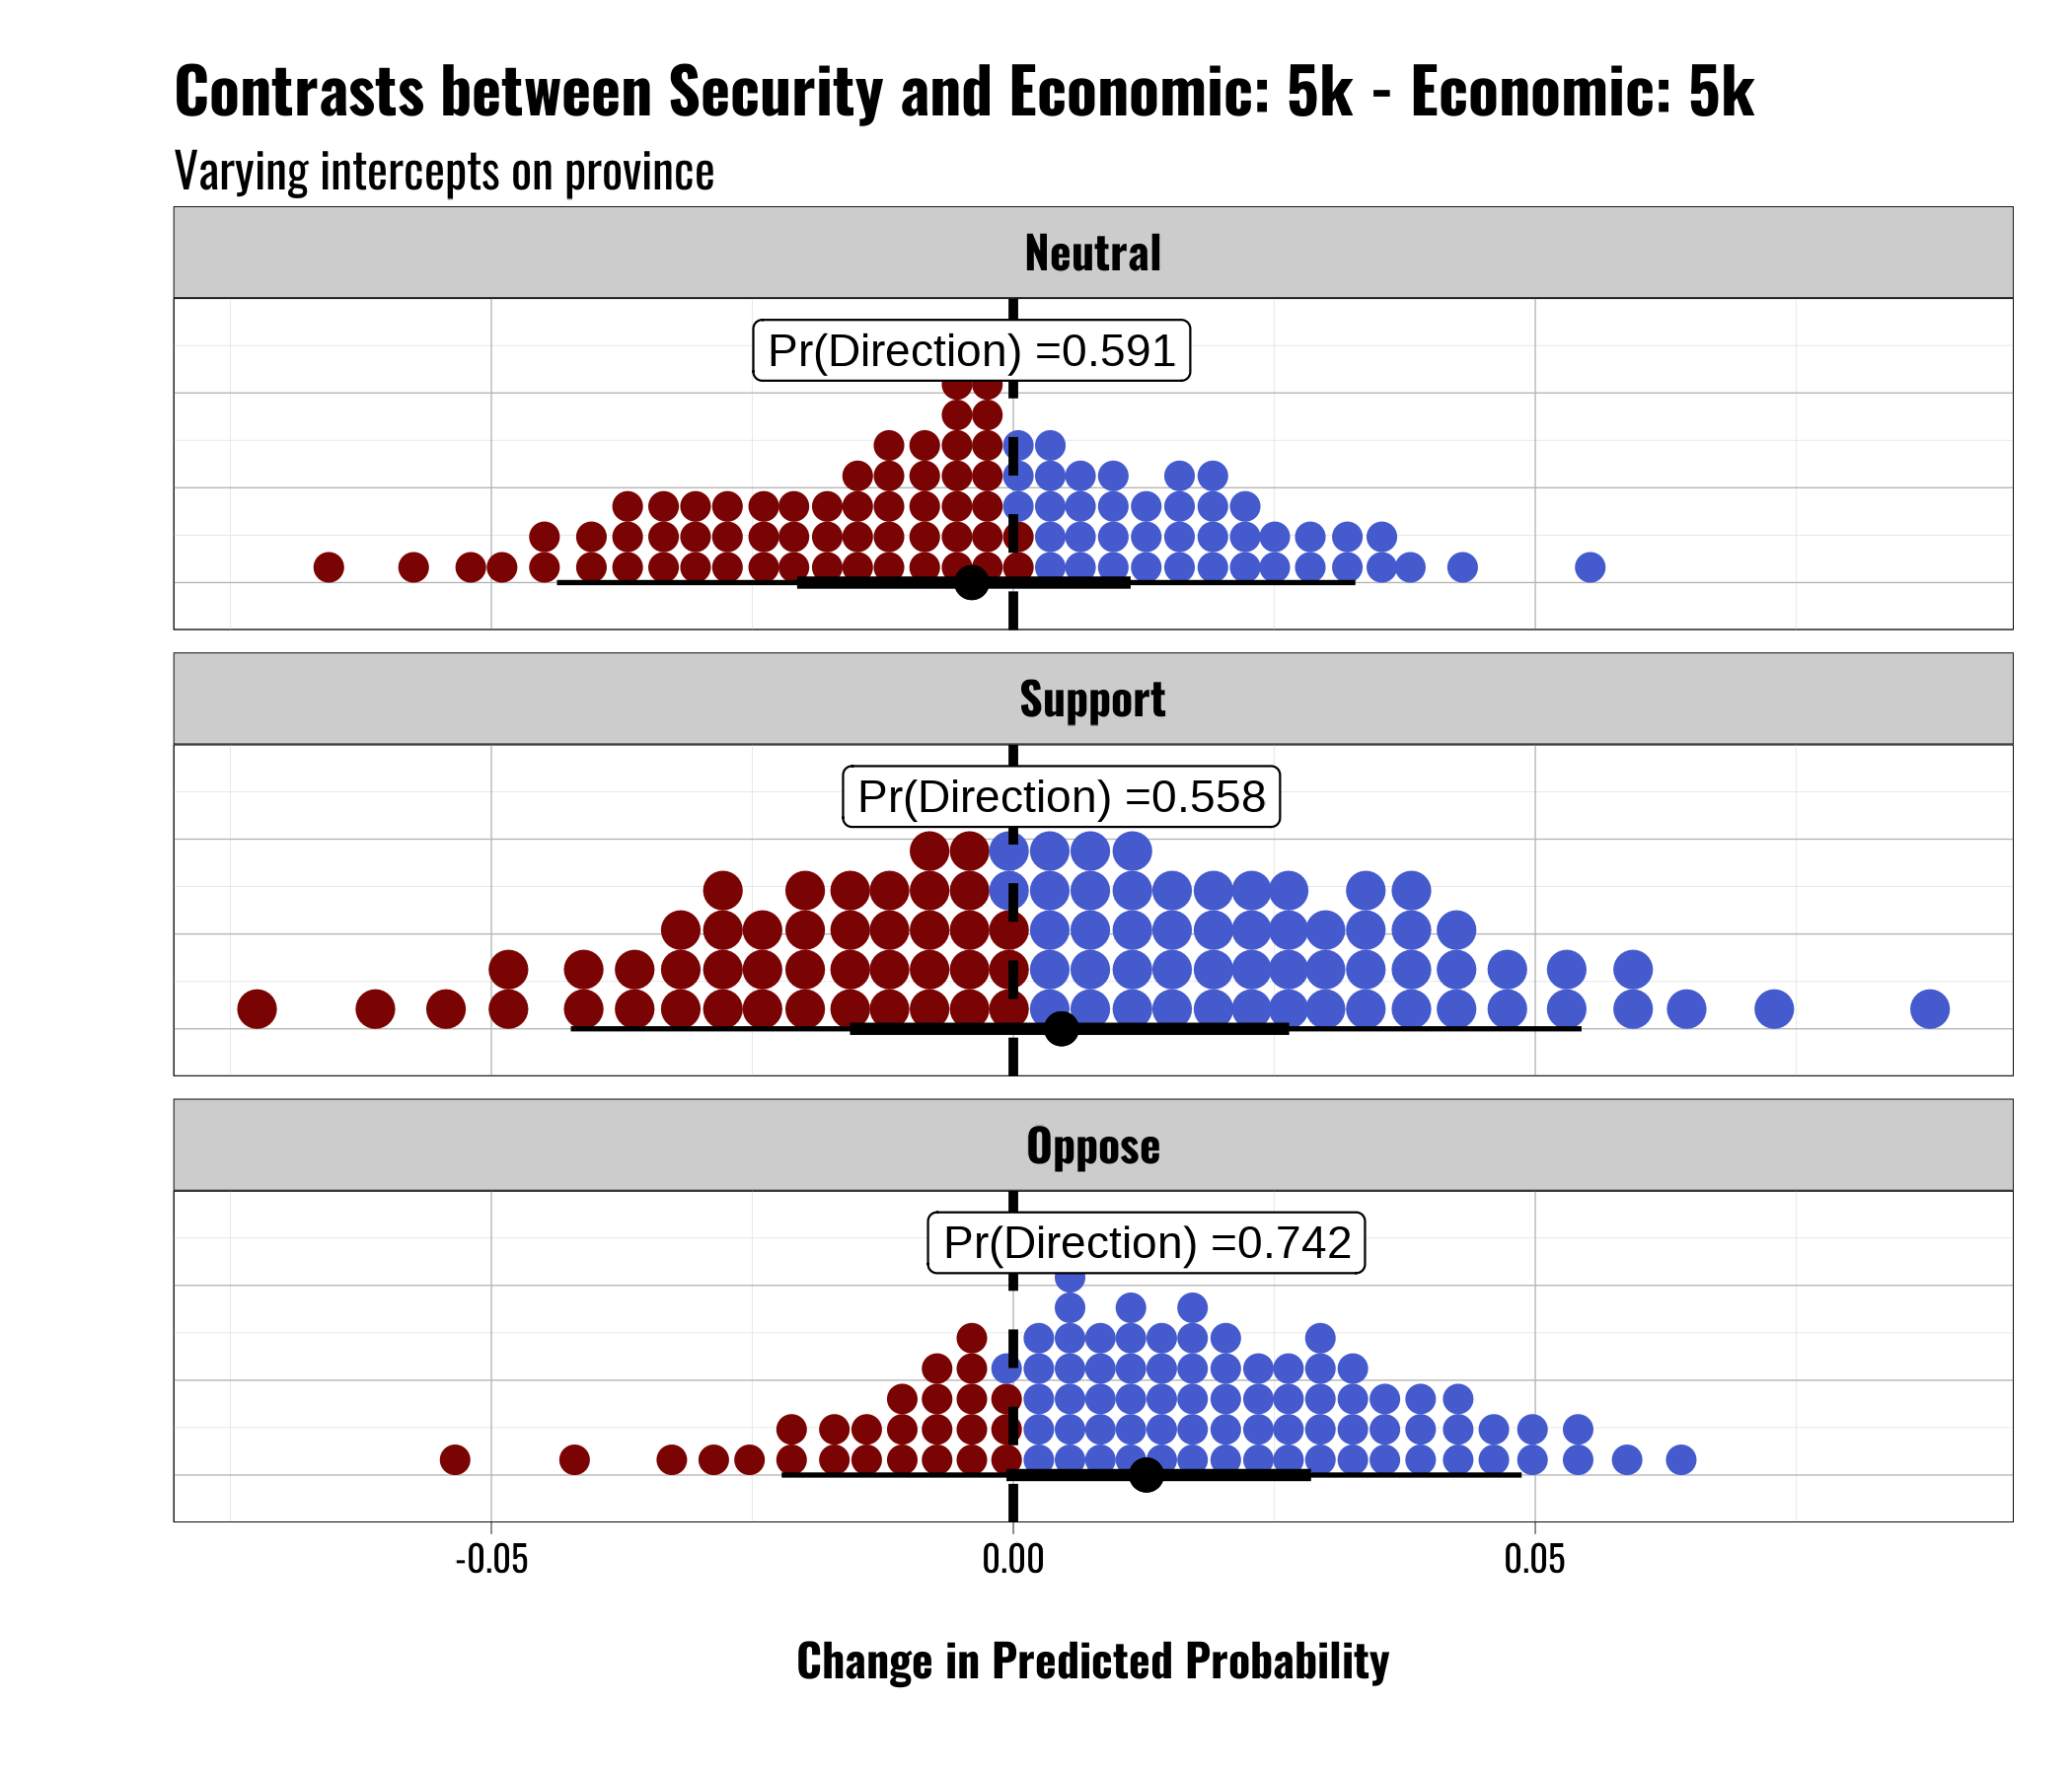 Contrasts between Security and Economic: 5k - Economic: 5k
Varying intercepts on province
Neutral
Pr(Direction) =0.591
Support
Pr(Direction) =0.558
Oppose
Pr(Direction) =0.742
-0.05 0.00 0.05
Change in Predicted Probability